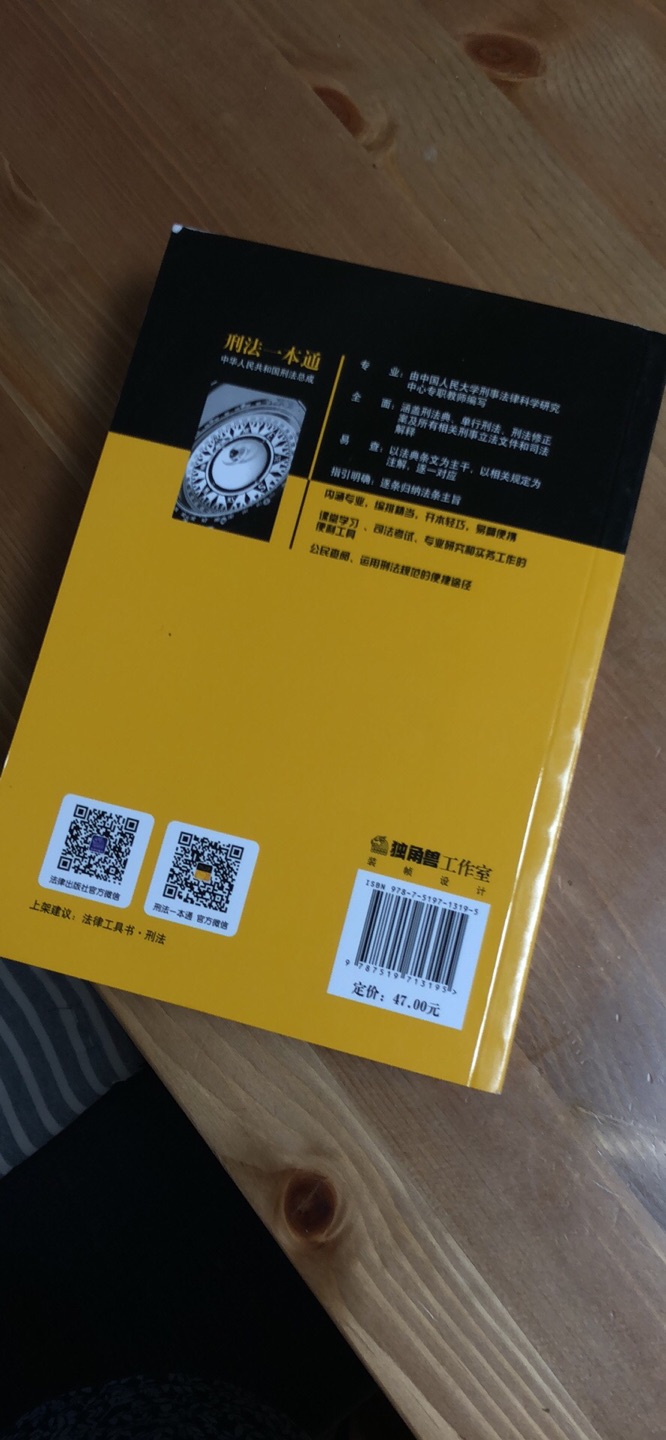 刑法一本通
中华人民共和国刑法总成
专 业：由中国人民大学刑事法律科学研究
中心专职教师编写
全 面：涵盖刑法典、单行刑法、刑法修正
案及所有相关刑事立法文件和司法
解释
易 查：以法典条文为主干，以相关规定为
注解，逐一对应
指引明确：逐条归纳法条主旨
内涵专业，编排精当，开本轻巧，易翻便携
课堂学习、司法考试、专业研究和实务工作的
便利工具
公民查阅、运用刑法规范的便捷途径
法律出版社官方微信
刑法一本通 官方微信
上架建议：法律工具书·刑法
独角兽工作室
装帧设计
ISBN 978-7-5197-1319-5
9 787519 713195 >
定价：47.00元